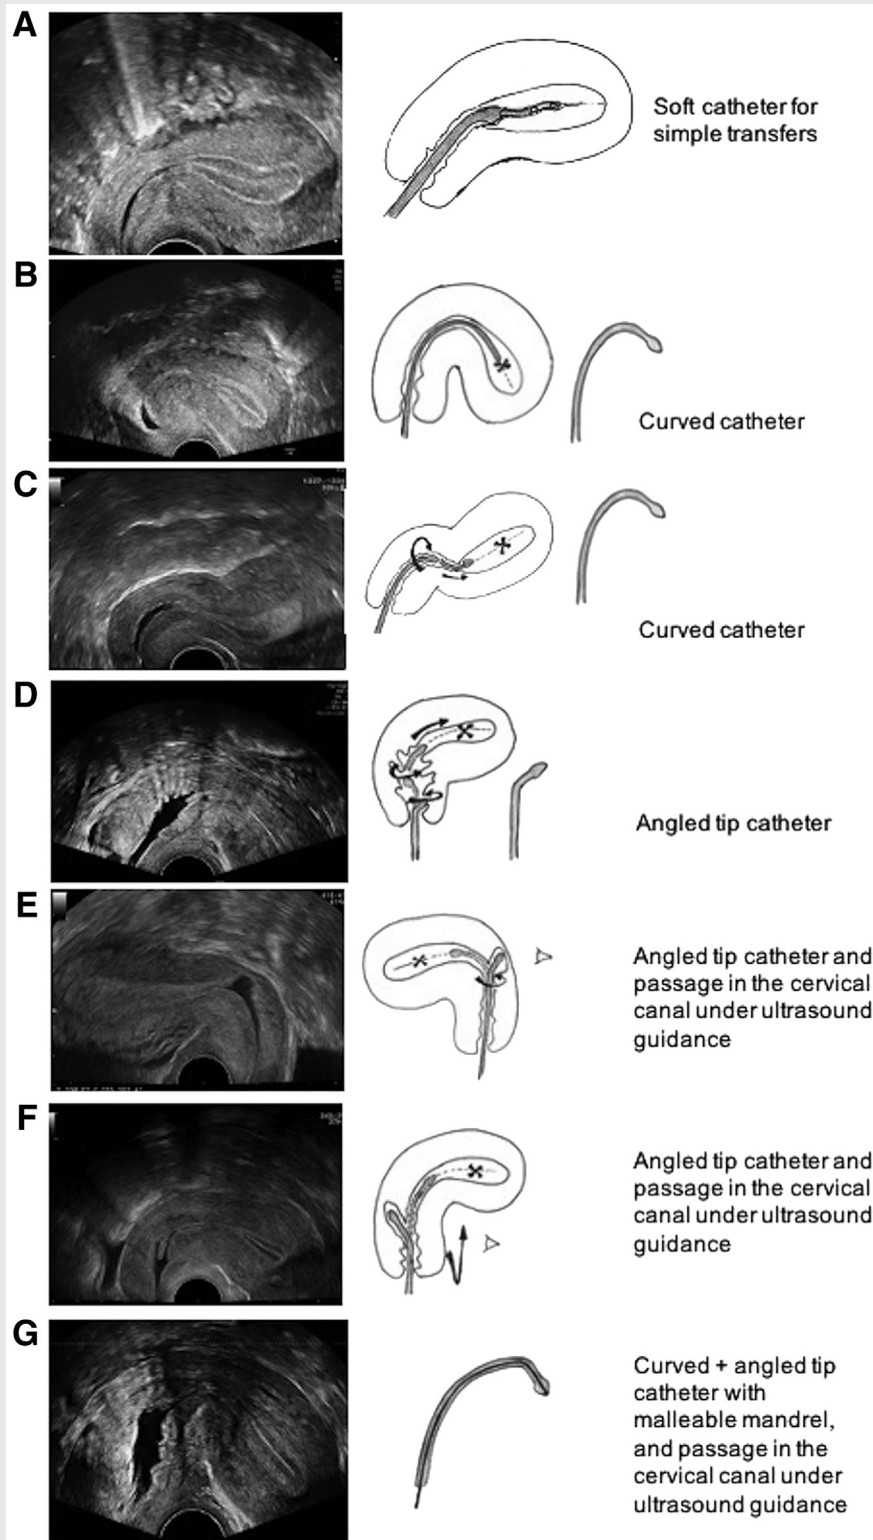 A
Soft catheter for
simple transfers
B
Curved catheter
C
Curved catheter
D
Angled tip catheter
E
Angled tip catheter and
passage in the cervical
canal under ultrasound
guidance
F
Angled tip catheter and
passage in the cervical
canal under ultrasound
guidance
G
Curved + angled tip
catheter with
malleable mandrel,
and passage in the
cervical canal under
ultrasound guidance